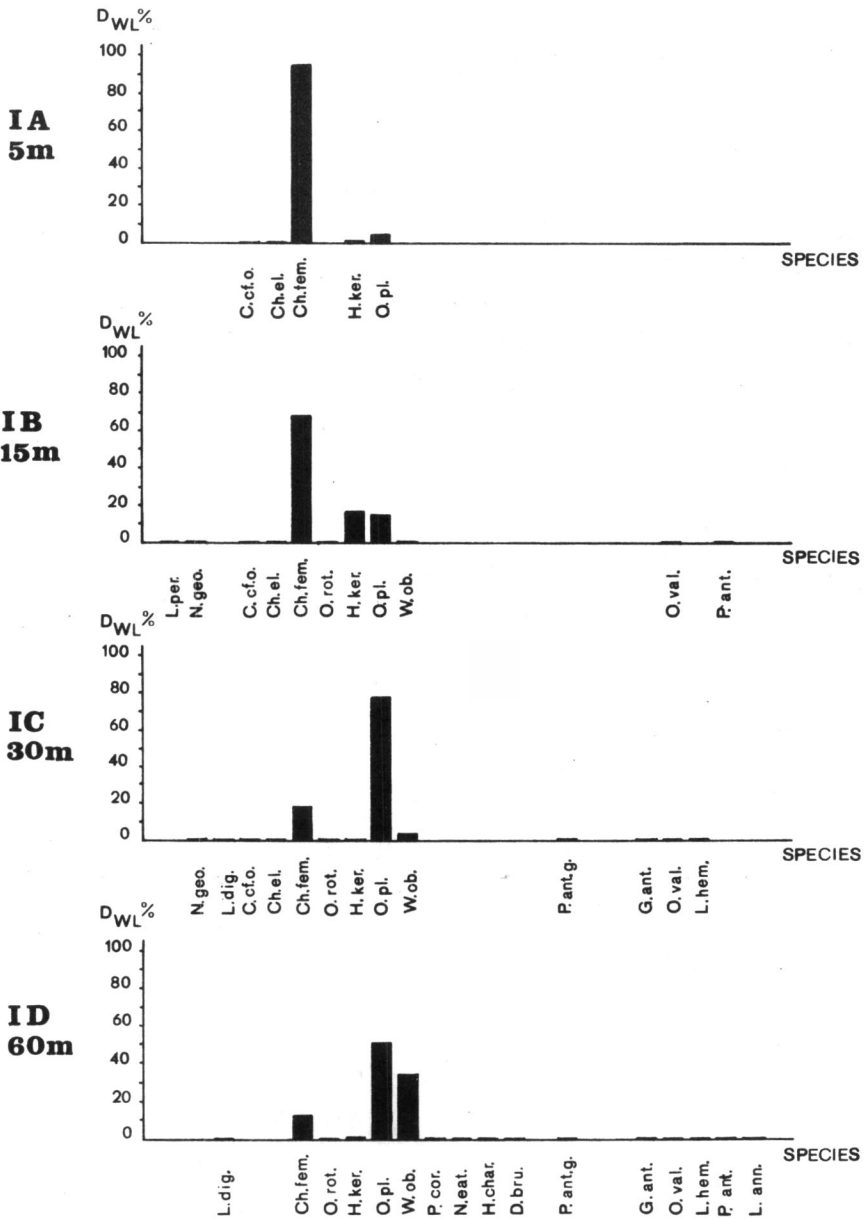 DWL%
100
80
60
40
20
0
IA
5m
SPECIES
C.cf.o.
Ch.el.
Ch.fem.
H.ker.
O.pl.
DWL%
100
80
60
40
20
0
IB
15m
SPECIES
L.per.
N.geo.
C.cf.o.
Ch.el.
Ch.fem.
O.rot.
H.ker.
O.pl.
W.ob.
O.val.
P.ant.
DWL%
100
80
60
40
20
0
IC
30m
SPECIES
N.geo.
L.dig.
C.cf.o.
Ch.el.
Ch.fem.
O.rot.
H.ker.
O.pl.
W.ob.
P.ant.g.
G.ant.
O.val.
L.hem.
DWL%
100
80
60
40
20
0
ID
60m
SPECIES
L.dig.
Ch.fem.
O.rot.
H.ker.
O.pl.
W.ob.
P.cor.
N.eat.
H.char.
D.bru.
P.ant.g.
G.ant.
O.val.
L.hem.
P.ant.
L.ann.